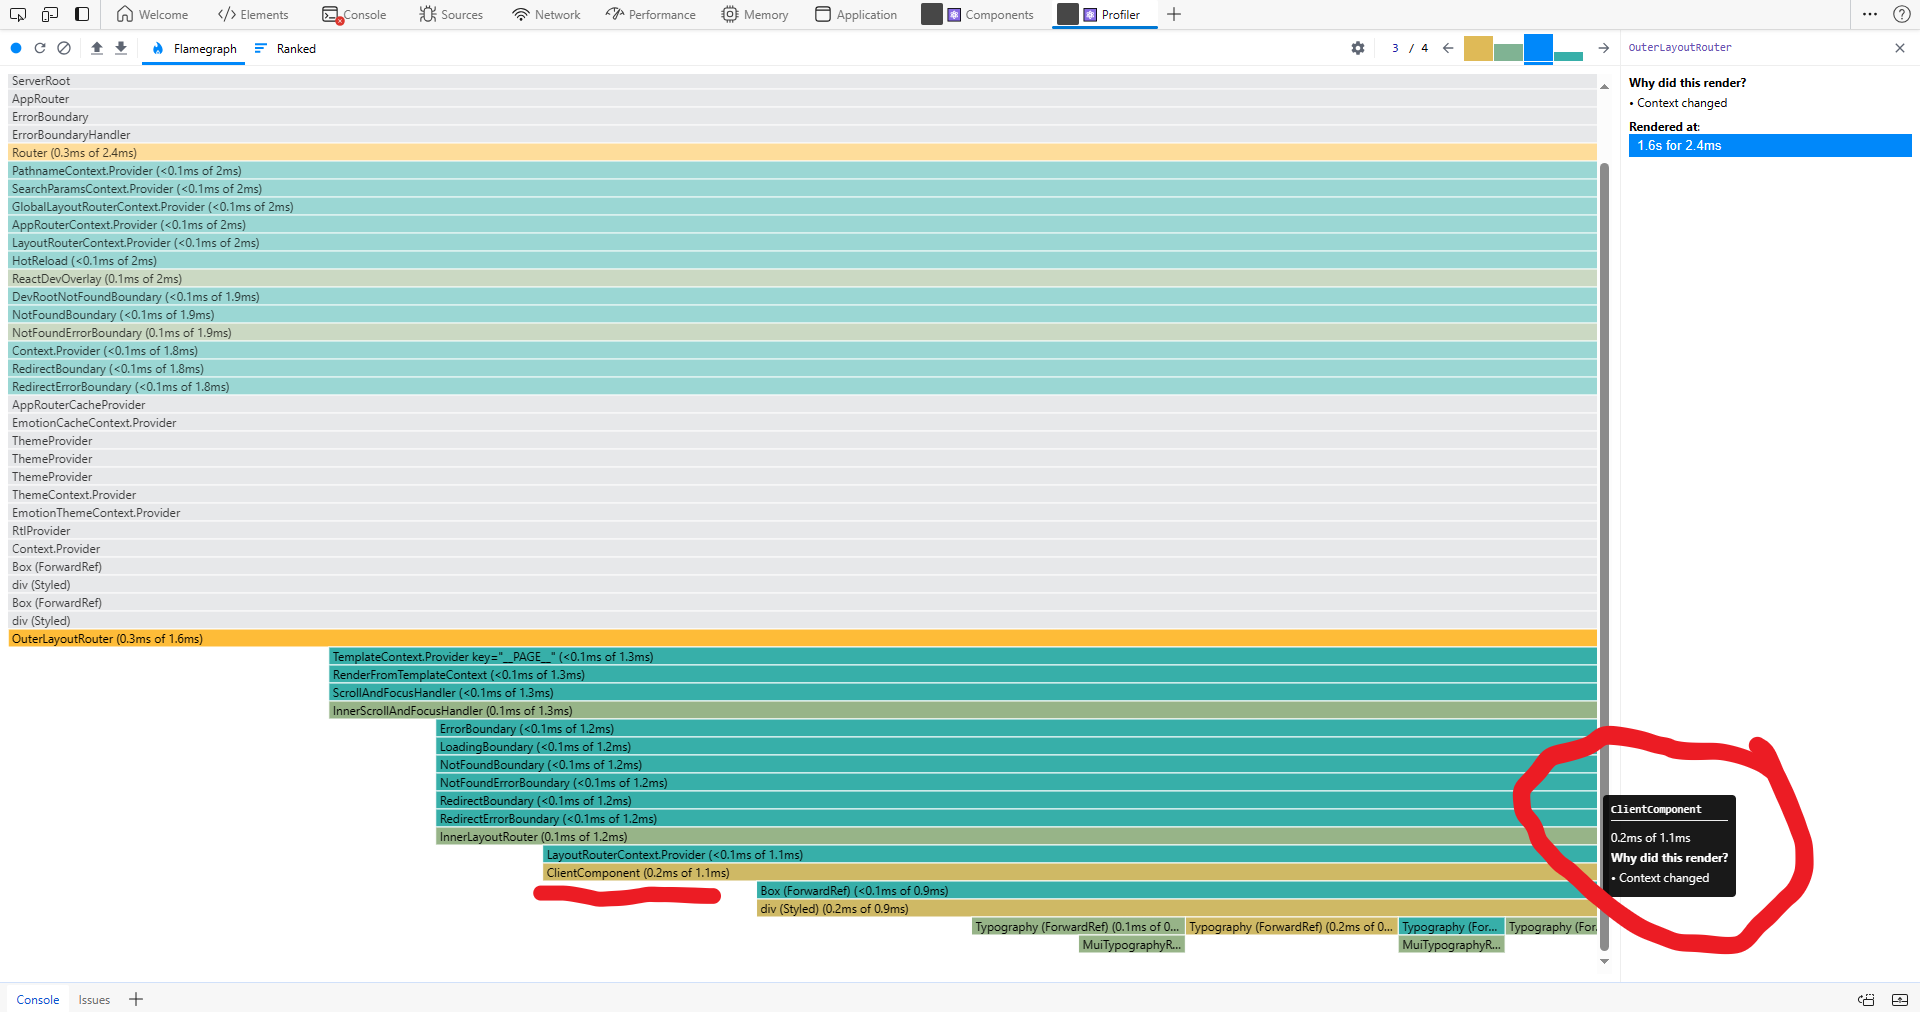 Welcome Elements Console Sources Network Performance Memory Application Components Profiler
Flamegraph Ranked 3 / 4 OuterLayoutRouter
ServerRoot
AppRouter
ErrorBoundary
ErrorBoundaryHandler
Router (0.3ms of 2.4ms)
PathnameContext.Provider (<0.1ms of 2ms)
SearchParamsContext.Provider (<0.1ms of 2ms)
GlobalLayoutRouterContext.Provider (<0.1ms of 2ms)
AppRouterContext.Provider (<0.1ms of 2ms)
LayoutRouterContext.Provider (<0.1ms of 2ms)
HotReload (<0.1ms of 2ms)
ReactDevOverlay (0.1ms of 2ms)
DevRootNotFoundBoundary (<0.1ms of 1.9ms)
NotFoundBoundary (<0.1ms of 1.9ms)
NotFoundErrorBoundary (0.1ms of 1.9ms)
Context.Provider (<0.1ms of 1.8ms)
RedirectBoundary (<0.1ms of 1.8ms)
RedirectErrorBoundary (<0.1ms of 1.8ms)
AppRouterCacheProvider
EmotionCacheContext.Provider
ThemeProvider
ThemeProvider
ThemeProvider
ThemeContext.Provider
EmotionThemeContext.Provider
RtlProvider
Context.Provider
Box (ForwardRef)
div (Styled)
Box (ForwardRef)
div (Styled)
OuterLayoutRouter (0.3ms of 1.6ms)
TemplateContext.Provider key="__PAGE__" (<0.1ms of 1.3ms)
RenderFromTemplateContext (<0.1ms of 1.3ms)
ScrollAndFocusHandler (<0.1ms of 1.3ms)
InnerScrollAndFocusHandler (0.1ms of 1.3ms)
ErrorBoundary (<0.1ms of 1.2ms)
LoadingBoundary (<0.1ms of 1.2ms)
NotFoundBoundary (<0.1ms of 1.2ms)
NotFoundErrorBoundary (<0.1ms of 1.2ms)
RedirectBoundary (<0.1ms of 1.2ms)
RedirectErrorBoundary (<0.1ms of 1.2ms)
InnerLayoutRouter (0.1ms of 1.2ms)
LayoutRouterContext.Provider (<0.1ms of 1.1ms)
ClientComponent (0.2ms of 1.1ms)
Box (ForwardRef) (<0.1ms of 0.9ms)
div (Styled) (0.2ms of 0.9ms)
Typography (ForwardRef) (0.1ms of 0... Typography (ForwardRef) (0.2ms of 0... Typography (For... Typography (For
MuiTypographyR... MuiTypographyR...
Why did this render?
• Context changed
Rendered at:
1.6s for 2.4ms
ClientComponent
0.2ms of 1.1ms
Why did this render?
• Context changed
Console Issues